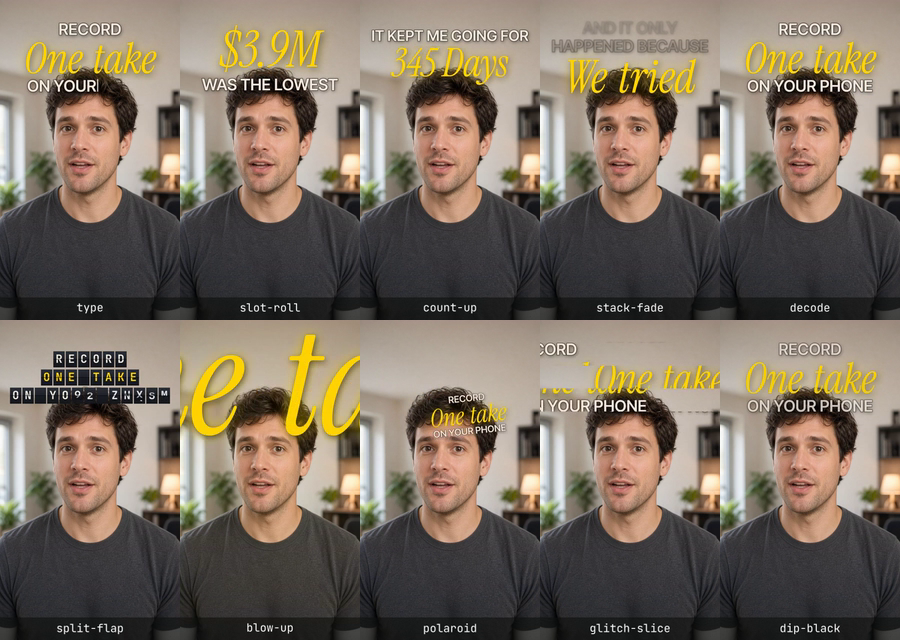 RECORD
One take
ON YOUR
type
$3.9M
WAS THE LOWEST
slot-roll
IT KEPT ME GOING FOR
345 Days
count-up
AND IT ONLY
HAPPENED BECAUSE
We tried
stack-fade
RECORD
One take
ON YOUR PHONE
decode
RECORD
ONE TAKE
ON YO
split-flap
e ta
blow-up
RECORD
One take
ON YOUR PHONE
polaroid
CORD
One take
N YOUR PHONE
glitch-slice
RECORD
One take
ON YOUR PHONE
dip-black